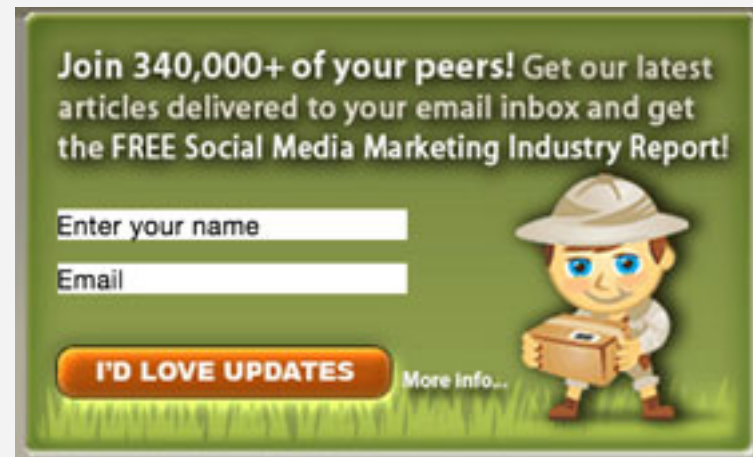 Join 340,000+ of your peers! Get our latest
articles delivered to your email inbox and get
the FREE Social Media Marketing Industry Report!
Enter your name
Email
I'D LOVE UPDATES
More info...